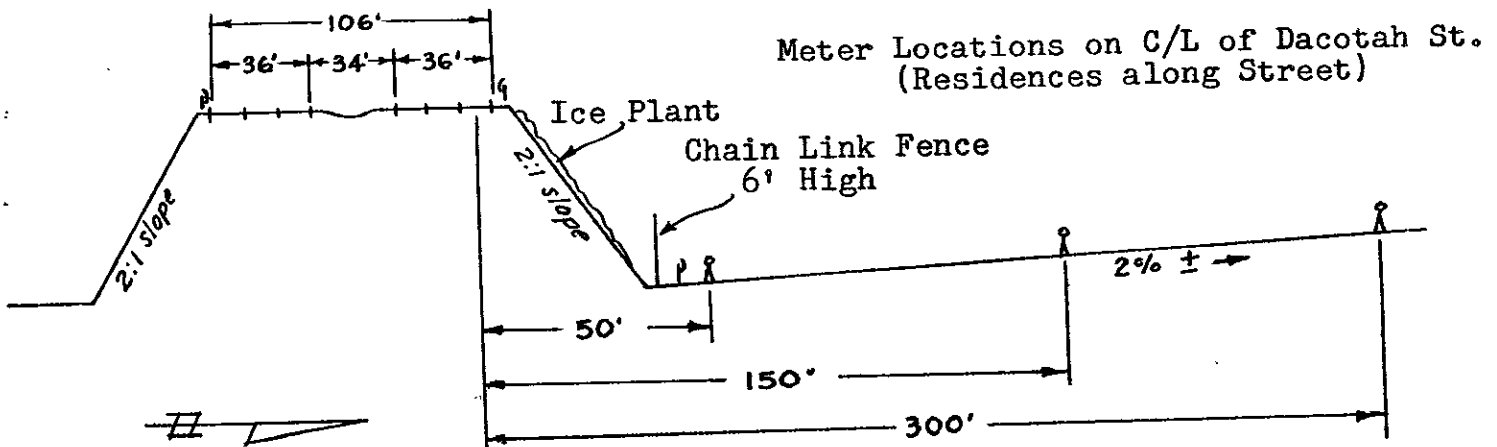 106'
Meter Locations on C/L of Dacotah St.
(Residences along Street)
36' 34' 36'
Ice Plant
Chain Link Fence
6' High
2:1 slope
2:1 slope
2% ±
50'
150'
300'